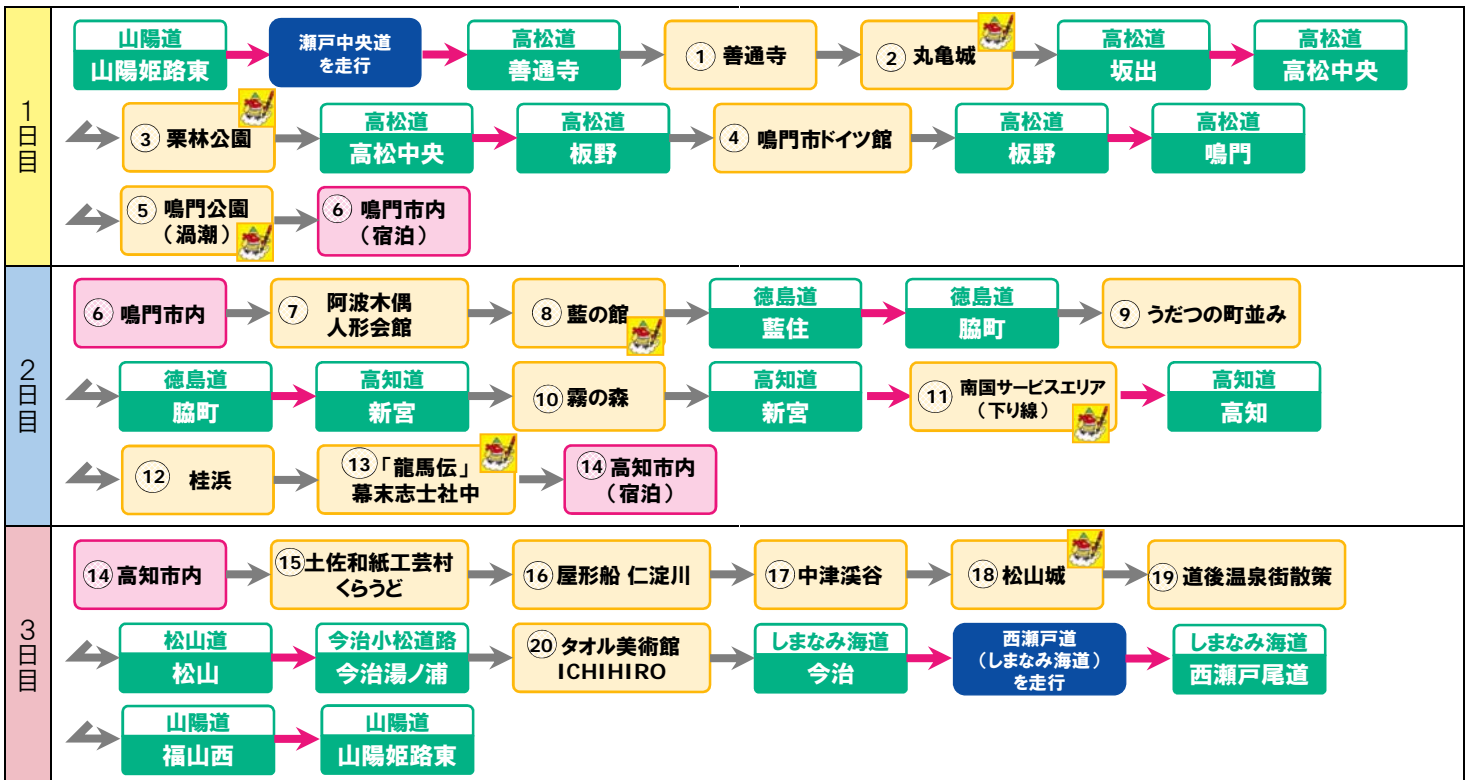 1日目
山陽道
山陽姫路東
瀬戸中央道
を走行
高松道
善通寺
① 善通寺
② 丸亀城
高松道
坂出
高松道
高松中央
③ 栗林公園
高松道
高松中央
高松道
板野
④ 鳴門市ドイツ館
高松道
板野
高松道
鳴門
⑤ 鳴門公園
（渦潮）
⑥ 鳴門市内
（宿泊）
2日目
⑥ 鳴門市内
⑦ 阿波木偶
人形会館
⑧ 藍の館
徳島道
藍住
徳島道
脇町
⑨ うだつの町並み
徳島道
脇町
高知道
新宮
⑩ 霧の森
高知道
新宮
⑪ 南国サービスエリア
（下り線）
高知道
高知
⑫ 桂浜
⑬ 「龍馬伝」
幕末志士社中
⑭ 高知市内
（宿泊）
3日目
⑭ 高知市内
⑮ 土佐和紙工芸村
くらうど
⑯ 屋形船 仁淀川
⑰ 中津渓谷
⑱ 松山城
⑲ 道後温泉街散策
松山道
松山
今治小松道路
今治湯ノ浦
⑳ タオル美術館
ICHIHIRO
しまなみ海道
今治
西瀬戸道
（しまなみ海道）
を走行
しまなみ海道
西瀬戸尾道
山陽道
福山西
山陽道
山陽姫路東